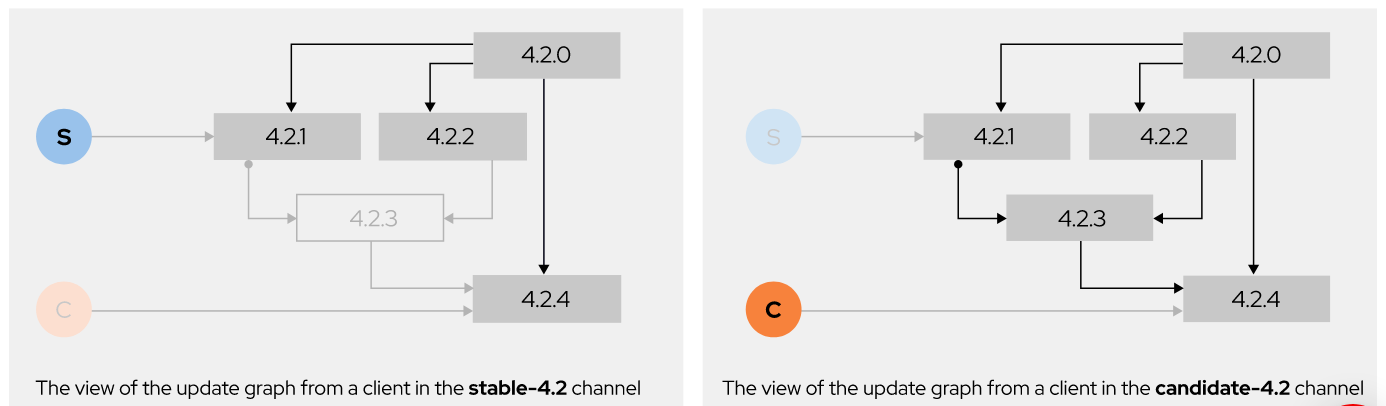 4.2.0
4.2.1
4.2.2
S
4.2.3
C
4.2.4
The view of the update graph from a client in the stable-4.2 channel
4.2.0
4.2.1
4.2.2
S
4.2.3
C
4.2.4
The view of the update graph from a client in the candidate-4.2 channel